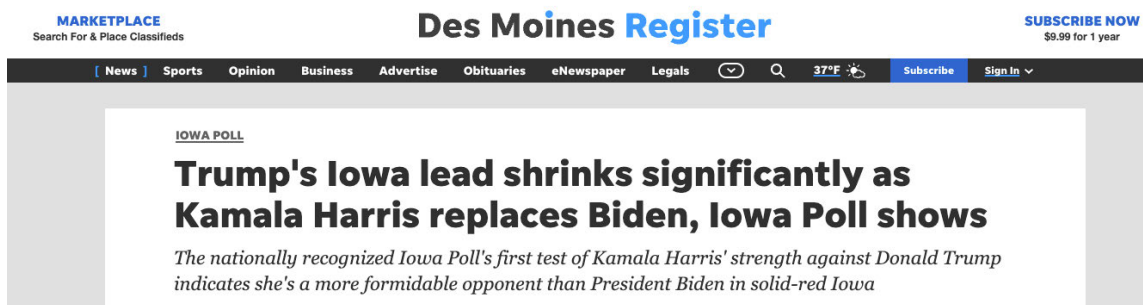 MARKETPLACE
Search For & Place Classifieds
Des Moines Register
SUBSCRIBE NOW
$9.99 for 1 year
[ News ] Sports Opinion Business Advertise Obituaries eNewspaper Legals 37°F Subscribe Sign In
IOWA POLL
Trump's Iowa lead shrinks significantly as
Kamala Harris replaces Biden, Iowa Poll shows
The nationally recognized Iowa Poll's first test of Kamala Harris' strength against Donald Trump
indicates she's a more formidable opponent than President Biden in solid-red Iowa